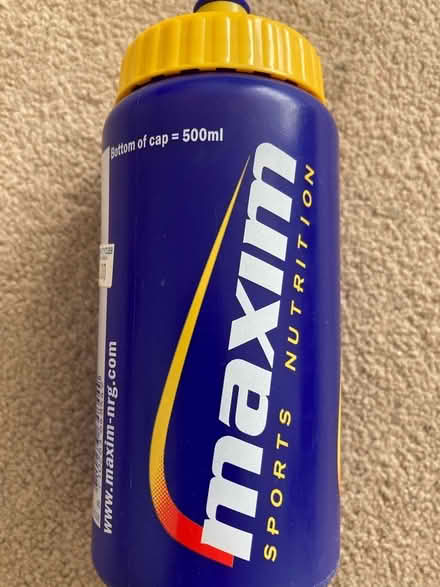 Bottom of cap = 500ml
maxim
SPORTS NUTRITION
www.maxim-nrg.com